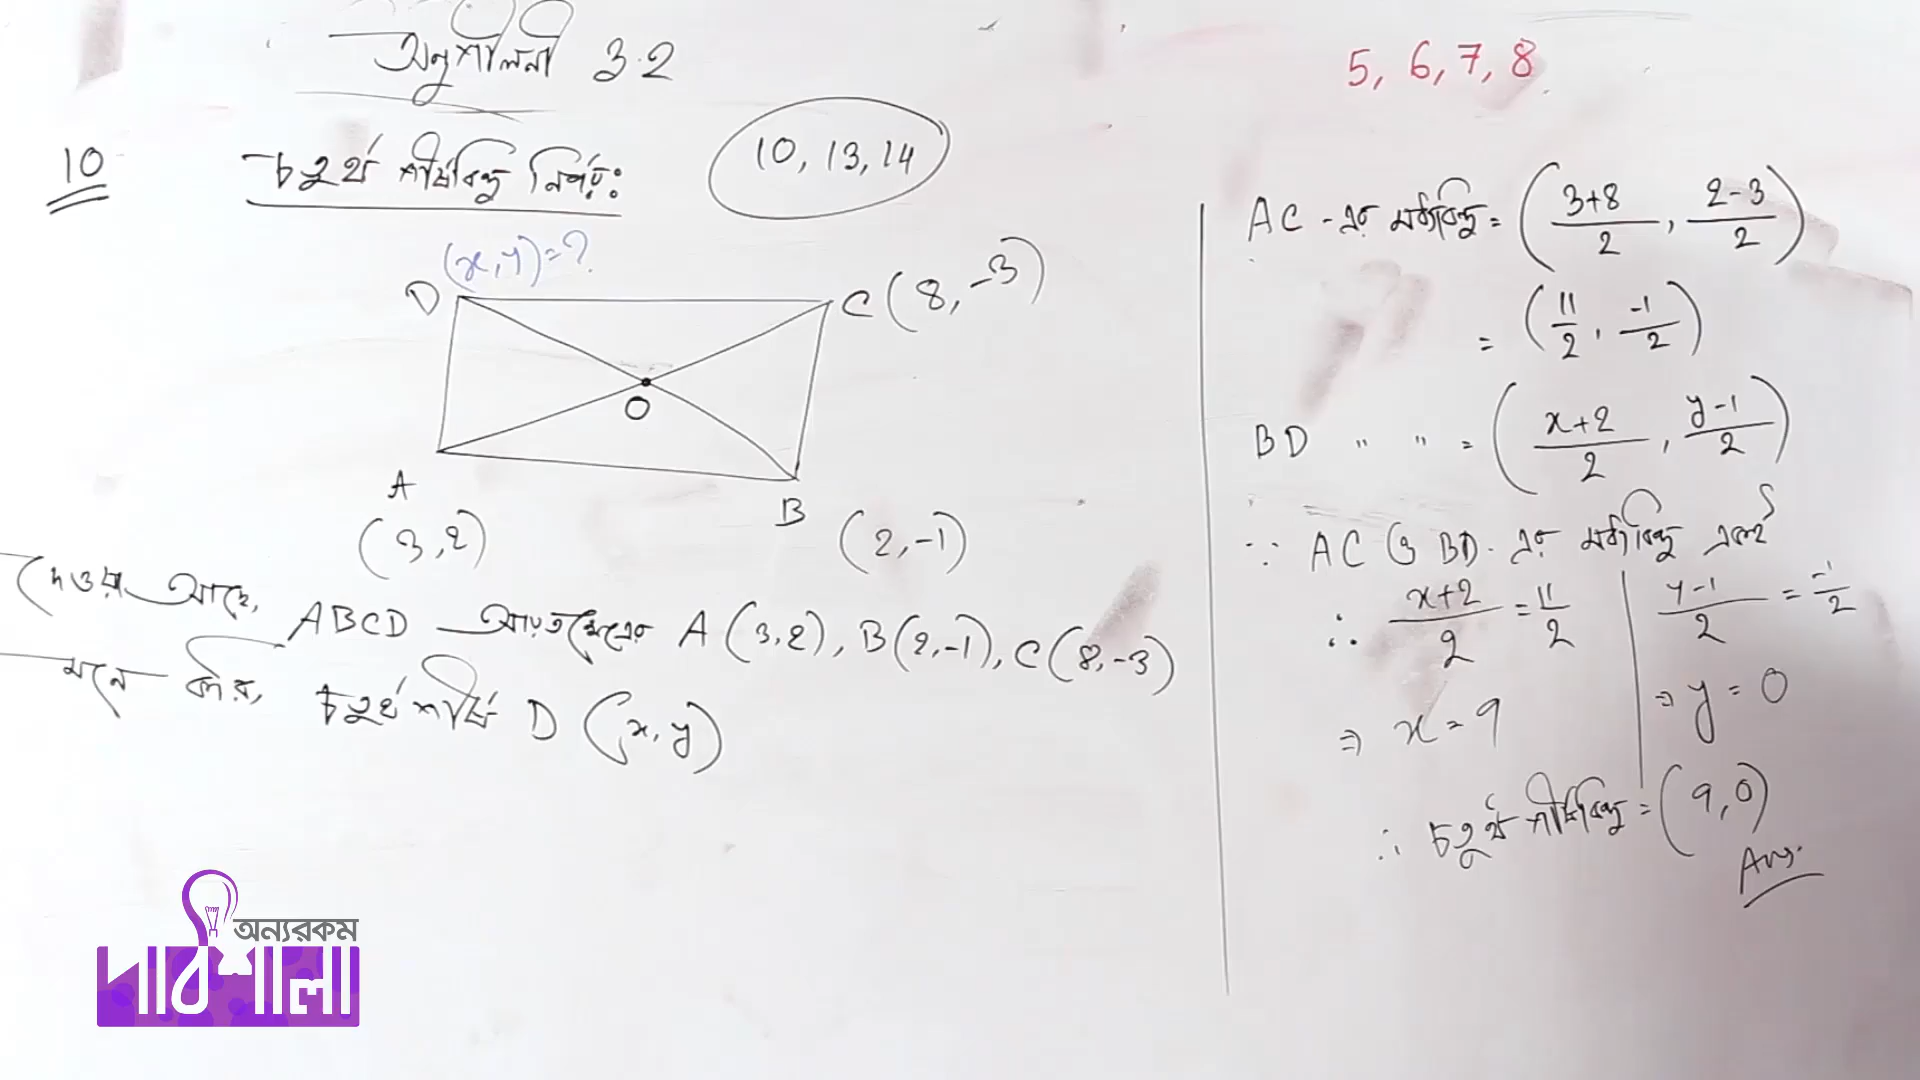 অনুশীলনী 3.2
5, 6, 7, 8
10
চতুর্থ শীর্ষবিন্দু নির্ণয়:
10, 13, 14
(x,y)=?
D
C (8, -3)
O
A
(3,2)
B
(2,-1)
দেওয়া আছে, ABCD আয়তক্ষেত্রের A(3,2), B(2,-1), C(8,-3)
মনে করি, চতুর্থ শীর্ষ D (x, y)
AC -এর মধ্যবিন্দু = (3+8/2, 2-3/2)
= (11/2, -1/2)
BD " " = (x+2/2, y-1/2)
∵ AC ও BD-এর মধ্যবিন্দু একই
∴ x+2/2 = 11/2
⇒ x = 9
y-1/2 = -1/2
⇒ y = 0
∴ চতুর্থ শীর্ষবিন্দু = (9,0)
Ans.
অন্যরকম
পাঠশালা